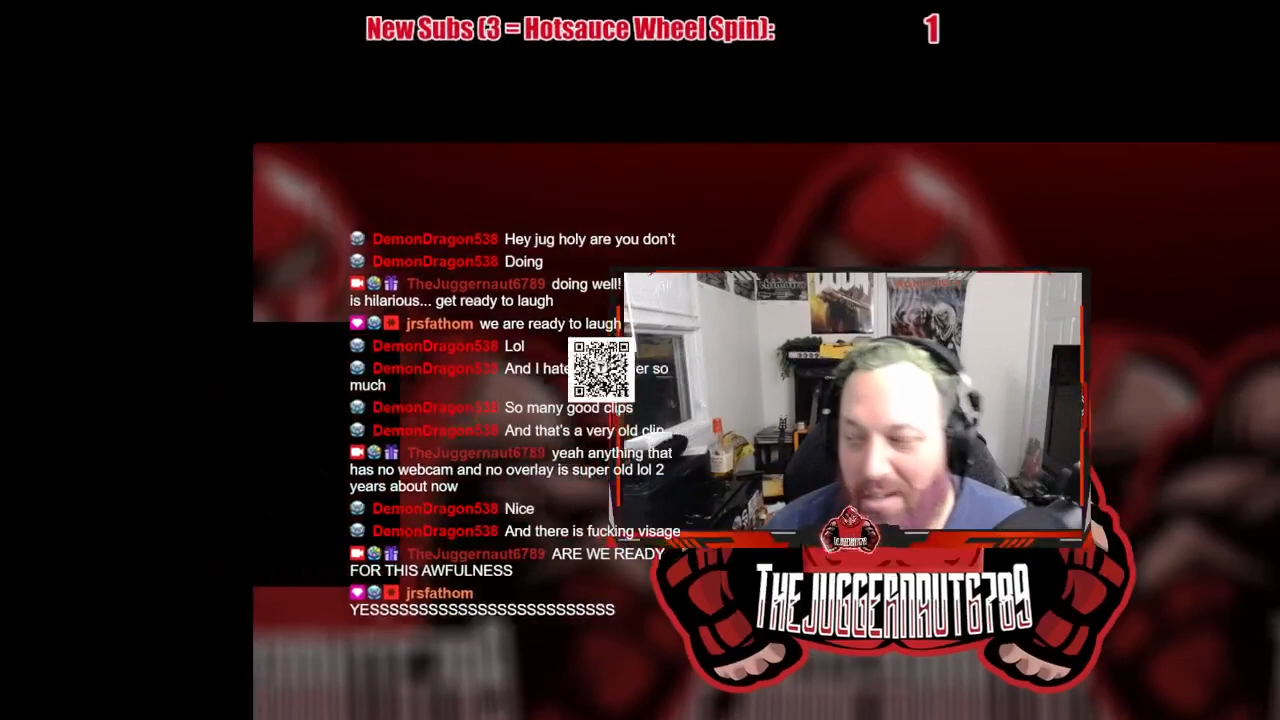 New Subs (3 = Hotsauce Wheel Spin): 1
DemonDragon538 Hey jug holy are you don't
DemonDragon538 Doing
TheJuggernaut6789 doing well!
is hilarious... get ready to laugh
jrsfathom we are ready to laugh
DemonDragon538 Lol
DemonDragon538 And I hate er so
much
DemonDragon538 So many good clips
DemonDragon538 And that's a very old clip
TheJuggernaut6789 yeah anything that
has no webcam and no overlay is super old lol 2
years about now
DemonDragon538 Nice
DemonDragon538 And there is fucking visage
TheJuggernaut6789 ARE WE READY
FOR THIS AWFULNESS
jrsfathom
YESSSSSSSSSSSSSSSSSSSSSSSSSS
DOOM
THEJUGGERNAUT6789